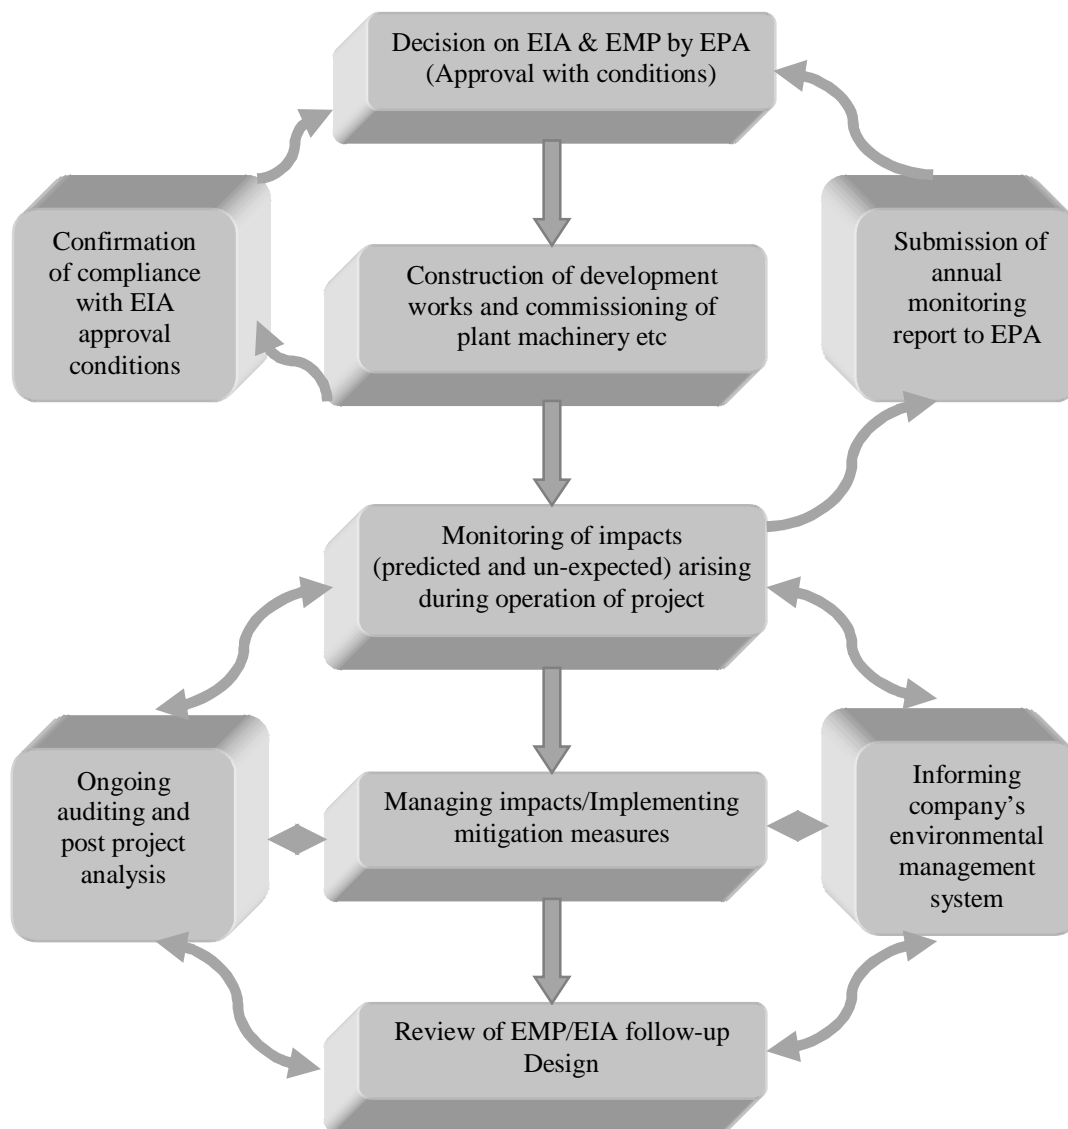 Decision on EIA & EMP by EPA
(Approval with conditions)
Confirmation
of compliance
with EIA
approval
conditions
Construction of development
works and commissioning of
plant machinery etc
Submission of
annual
monitoring
report to EPA
Monitoring of impacts
(predicted and un-expected) arising
during operation of project
Ongoing
auditing and
post project
analysis
Managing impacts/Implementing
mitigation measures
Informing
company’s
environmental
management
system
Review of EMP/EIA follow-up
Design